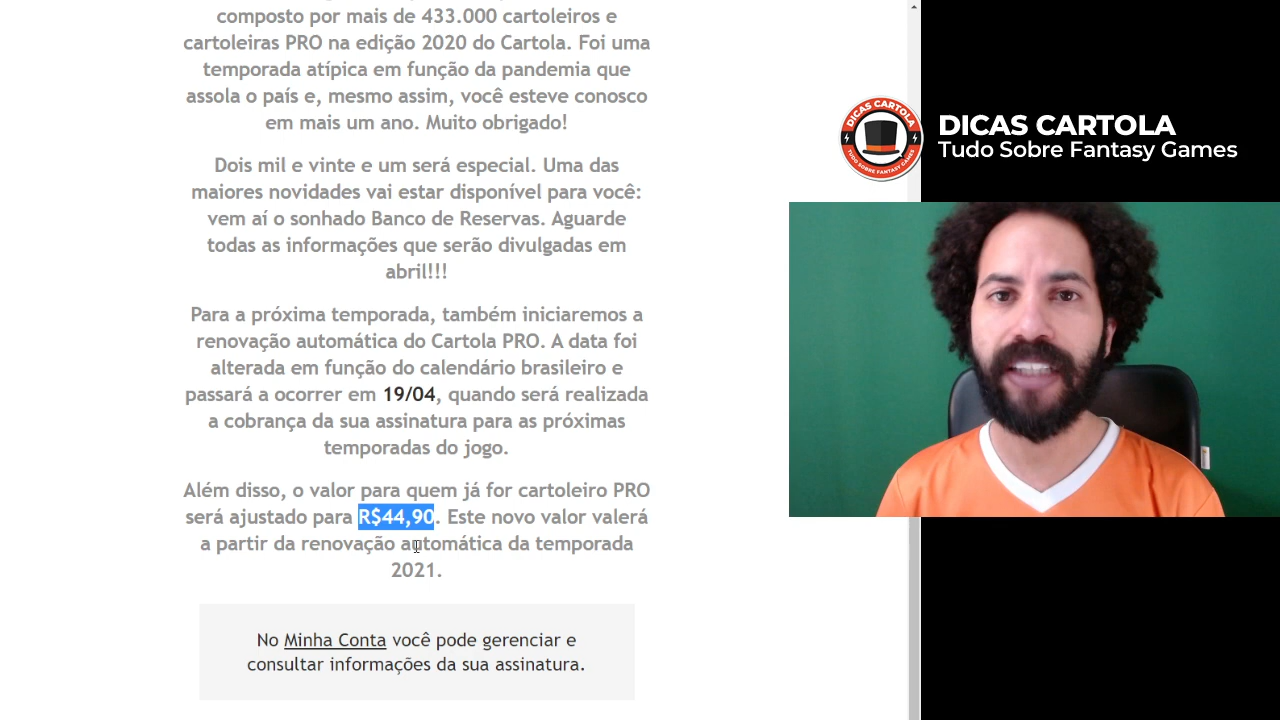 composto por mais de 433.000 cartoleiros e
cartoleiras PRO na edição 2020 do Cartola. Foi uma
temporada atípica em função da pandemia que
assola o país e, mesmo assim, você esteve conosco
em mais um ano. Muito obrigado!
Dois mil e vinte e um será especial. Uma das
maiores novidades vai estar disponível para você:
vem aí o sonhado Banco de Reservas. Aguarde
todas as informações que serão divulgadas em
abril!!!
Para a próxima temporada, também iniciaremos a
renovação automática do Cartola PRO. A data foi
alterada em função do calendário brasileiro e
passará a ocorrer em 19/04, quando será realizada
a cobrança da sua assinatura para as próximas
temporadas do jogo.
Além disso, o valor para quem já for cartoleiro PRO
será ajustado para R$44,90. Este novo valor valerá
a partir da renovação automática da temporada
2021.
No Minha Conta você pode gerenciar e
consultar informações da sua assinatura.
DICAS CARTOLA
TUDO SOBRE FANTASY GAMES
DICAS CARTOLA
Tudo Sobre Fantasy Games